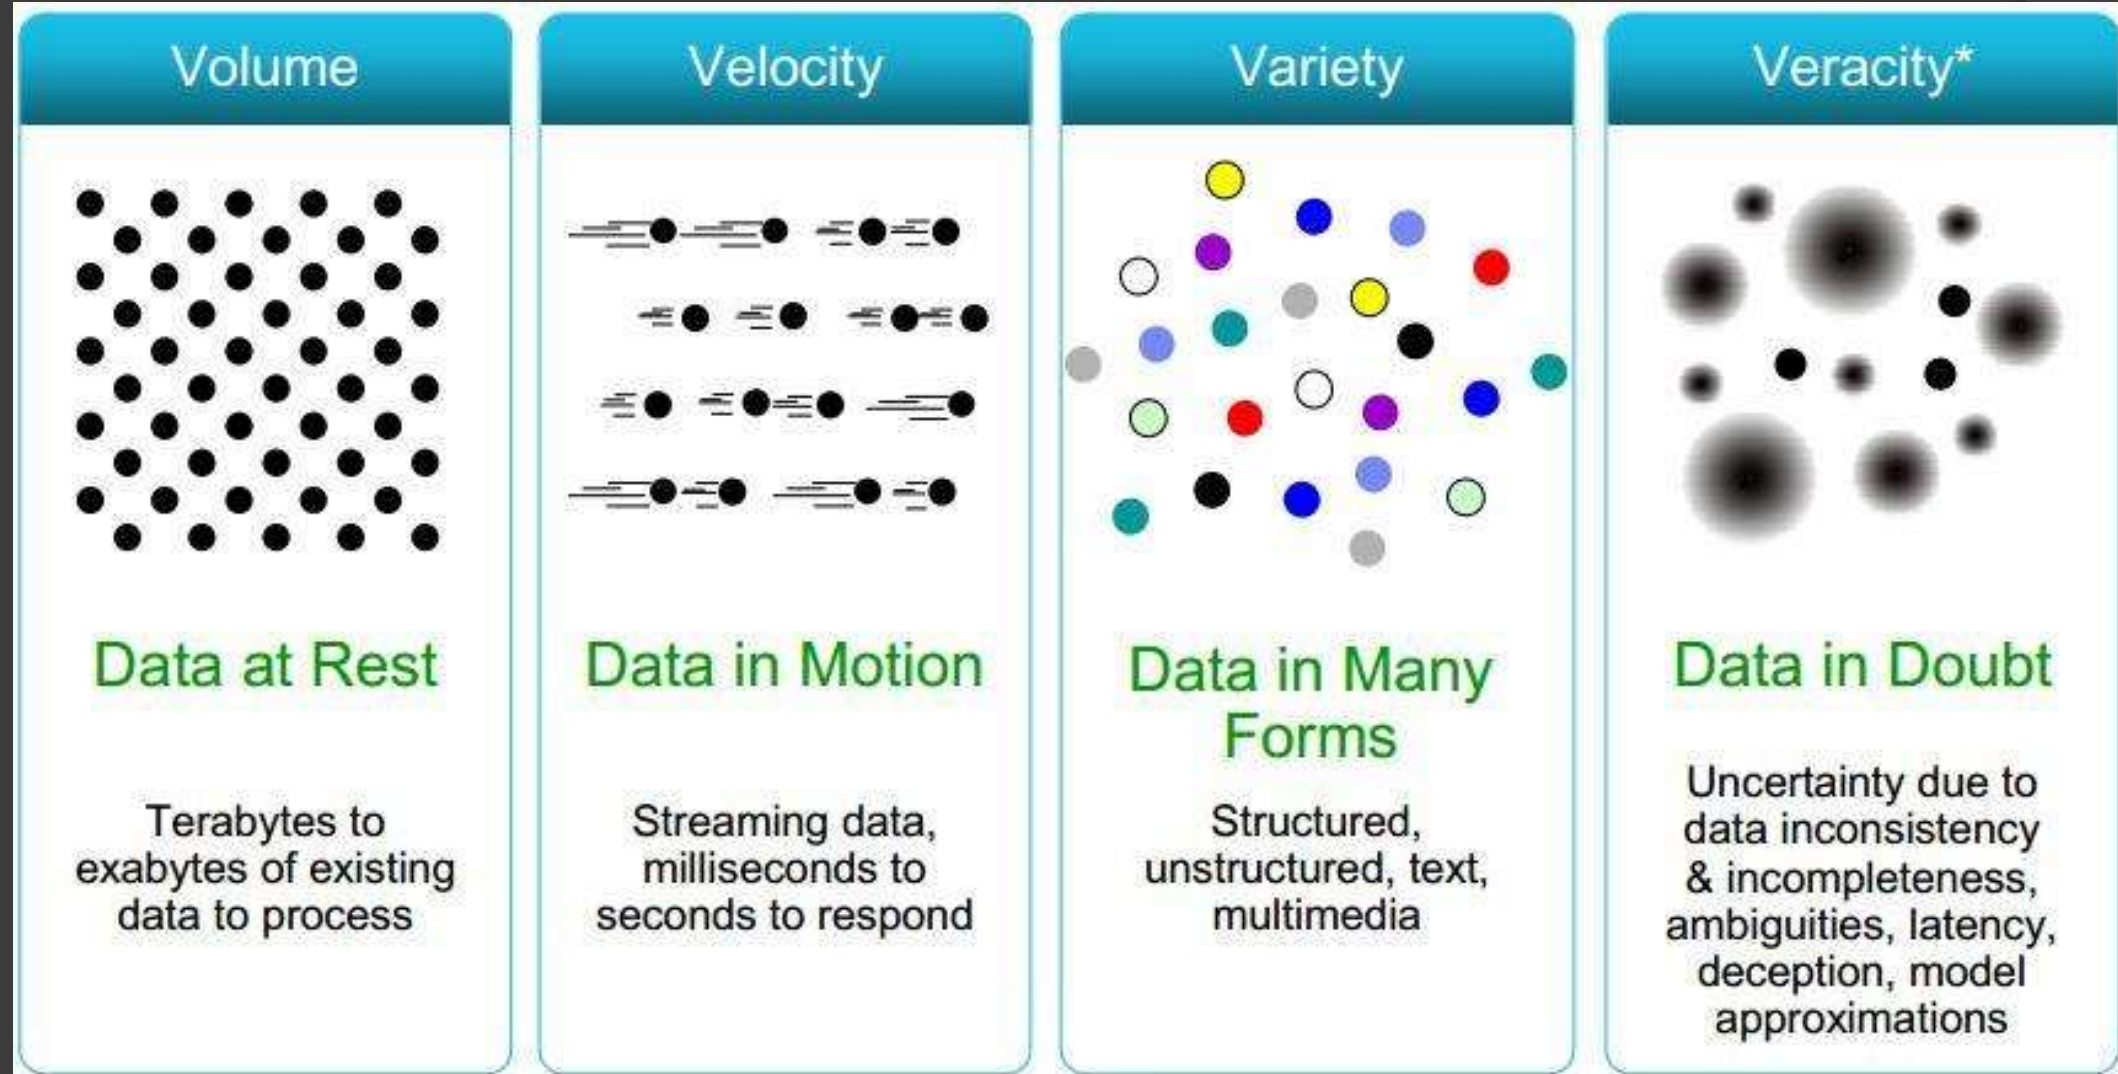 Volume
Data at Rest
Terabytes to
exabytes of existing
data to process
Velocity
Data in Motion
Streaming data,
milliseconds to
seconds to respond
Variety
Data in Many
Forms
Structured,
unstructured, text,
multimedia
Veracity*
Data in Doubt
Uncertainty due to
data inconsistency
& incompleteness,
ambiguities, latency,
deception, model
approximations